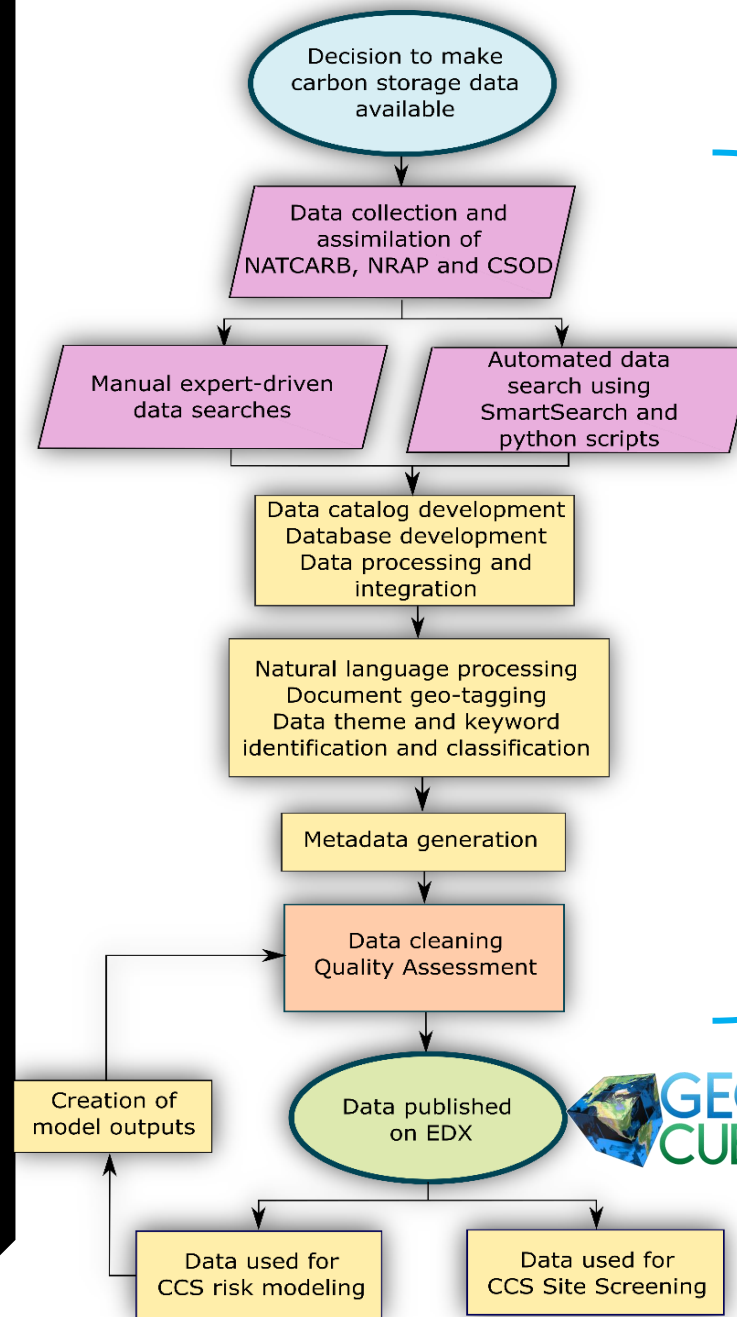 Decision to make
carbon storage data
available
Data collection and
assimilation of
NATCARB, NRAP and CSOD
Manual expert-driven
data searches
Automated data
search using
SmartSearch and
python scripts
Data catalog development
Database development
Data processing and
integration
Natural language processing
Document geo-tagging
Data theme and keyword
identification and classification
Metadata generation
Data cleaning
Quality Assessment
Creation of
model outputs
Data published
on EDX
Data used for
CCS risk modeling
Data used for
CCS Site Screening